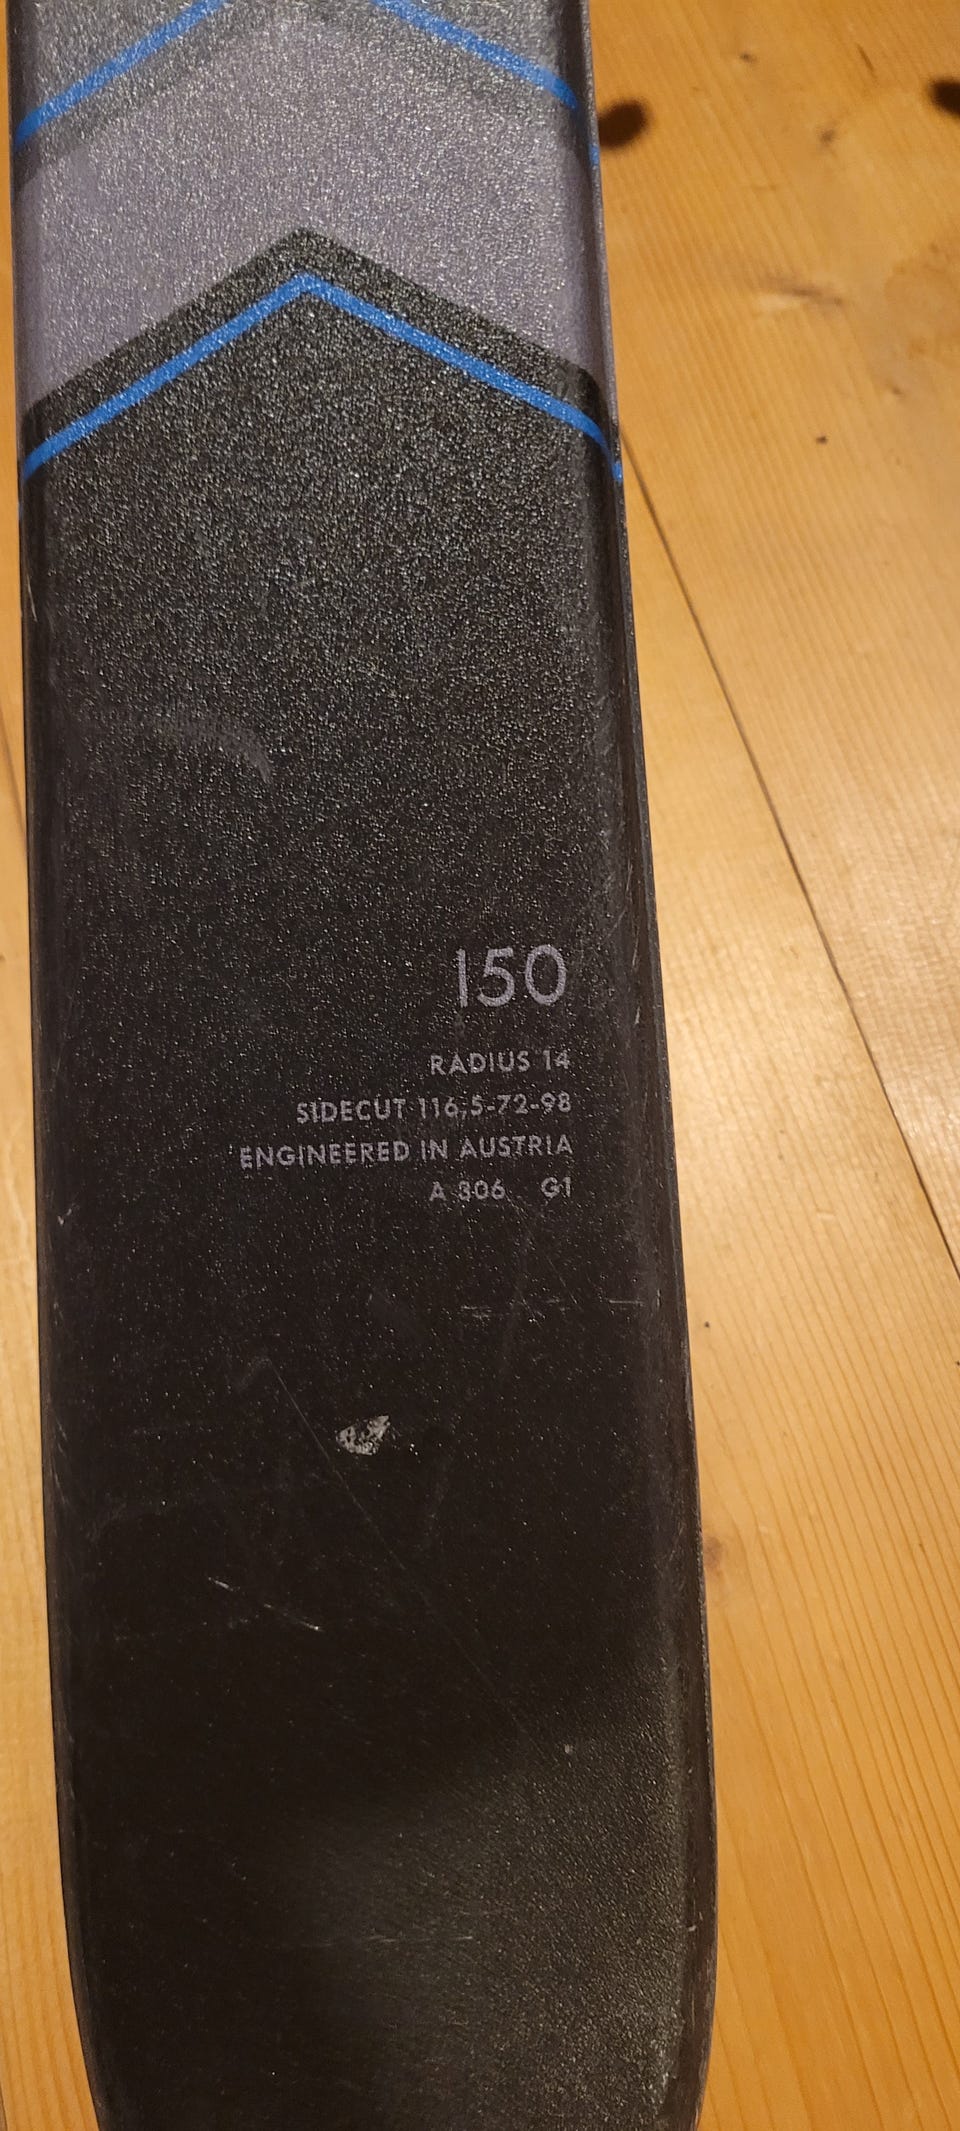 150
RADIUS 14
SIDECUT 116,5-72-98
ENGINEERED IN AUSTRIA
A 306 G1